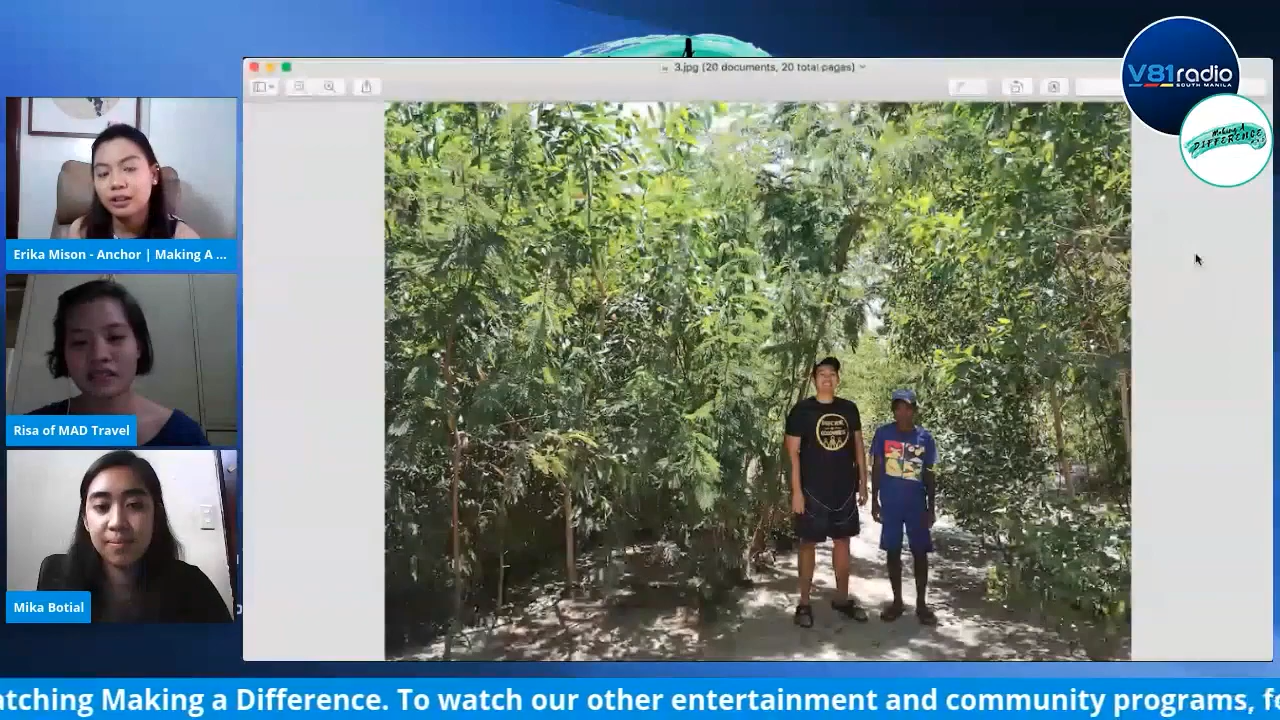 3.jpg (20 documents, 20 total pages)
V81radio
SOUTH MANILA
Making A
DIFFERENCE
Erika Mison - Anchor | Making A ...
Risa of MAD Travel
Mika Botial
atching Making a Difference. To watch our other entertainment and community programs, fo